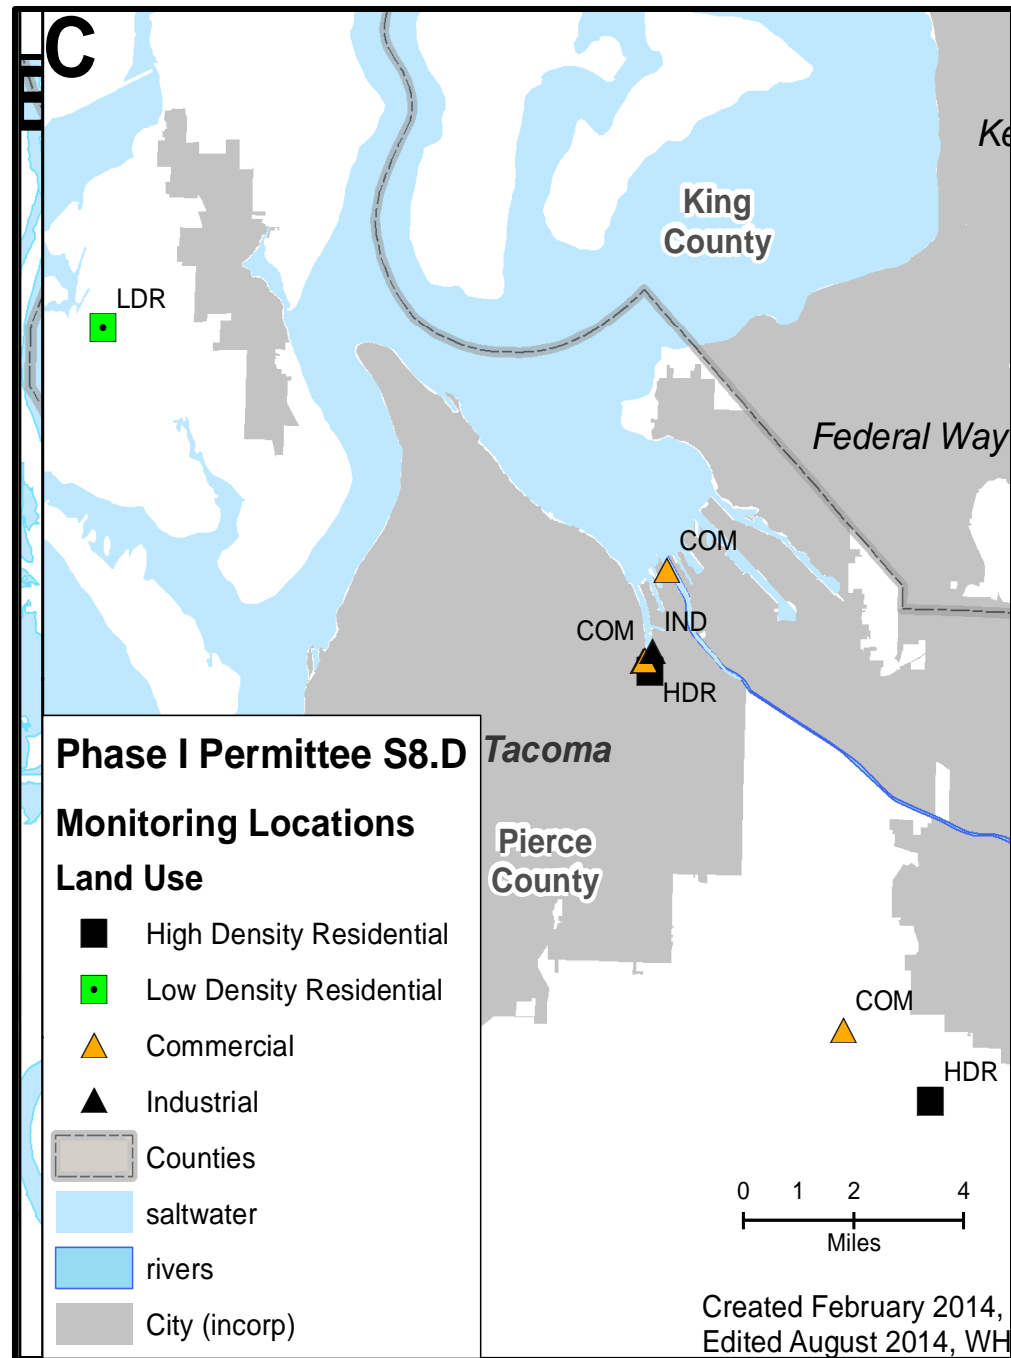 C
Ke
King
County
LDR
Federal Way
COM
COM
IND
HDR
Tacoma
Pierce
County
COM
HDR
Phase I Permittee S8.D
Monitoring Locations
Land Use
High Density Residential
Low Density Residential
Commercial
Industrial
Counties
saltwater
rivers
City (incorp)
0 1 2 4
Miles
Created February 2014,
Edited August 2014, WH